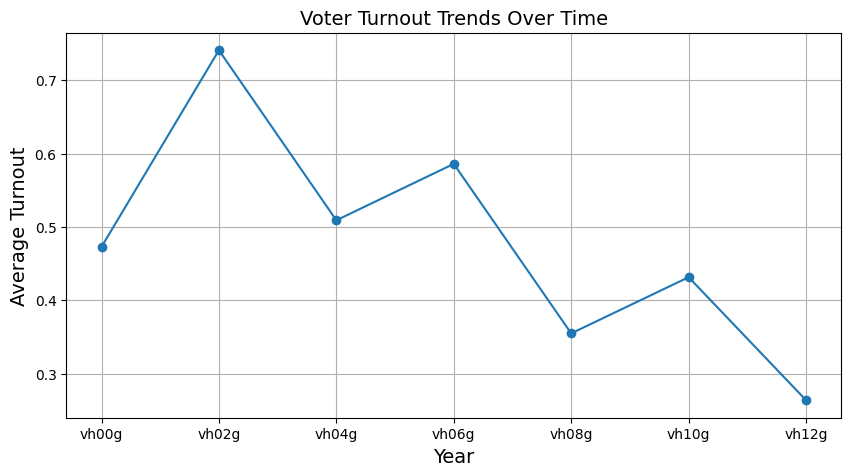 Voter Turnout Trends Over Time
Average Turnout
0.7
0.6
0.5
0.4
0.3
vh00g vh02g vh04g vh06g vh08g vh10g vh12g
Year